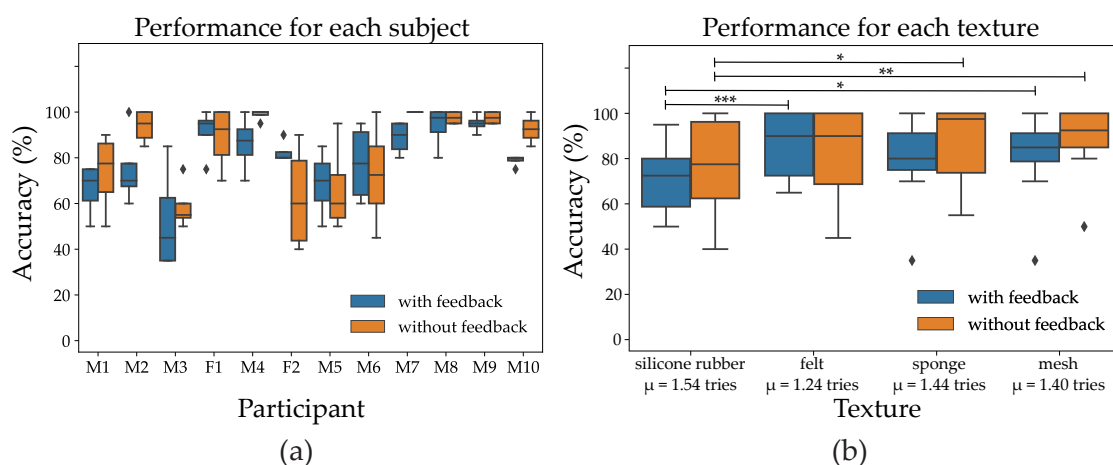 Performance for each subject
Accuracy (%)
100
80
60
40
20
0
with feedback
without feedback
M1 M2 M3 F1 M4 F2 M5 M6 M7 M8 M9 M10
Participant
(a)
Performance for each texture
Accuracy (%)
100
80
60
40
20
0
*
**
*
***
with feedback
without feedback
silicone rubber felt sponge mesh
μ = 1.54 tries μ = 1.24 tries μ = 1.44 tries μ = 1.40 tries
Texture
(b)